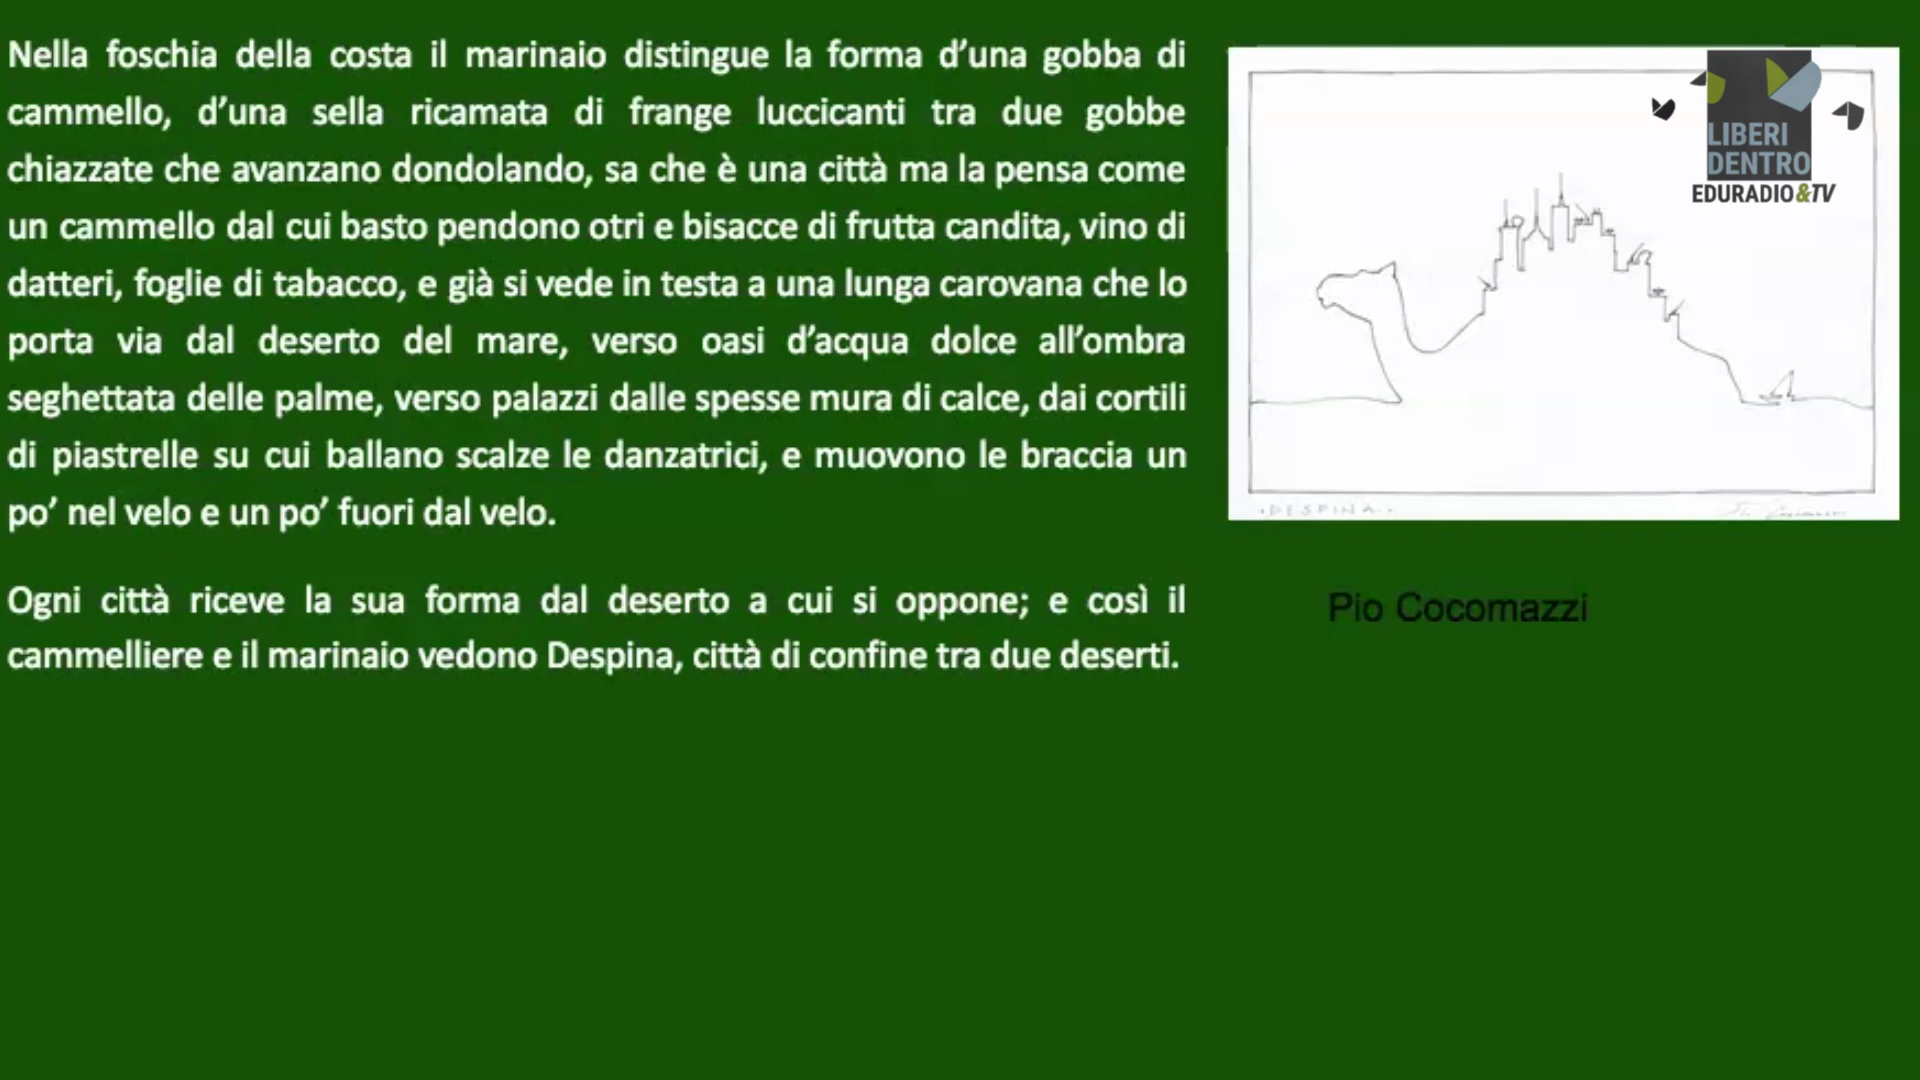 Nella foschia della costa il marinaio distingue la forma d’una gobba di
cammello, d’una sella ricamata di frange luccicanti tra due gobbe
chiazzate che avanzano dondolando, sa che è una città ma la pensa come
un cammello dal cui basto pendono otri e bisacce di frutta candita, vino di
datteri, foglie di tabacco, e già si vede in testa a una lunga carovana che lo
porta via dal deserto del mare, verso oasi d’acqua dolce all’ombra
seghettata delle palme, verso palazzi dalle spesse mura di calce, dai cortili
di piastrelle su cui ballano scalze le danzatrici, e muovono le braccia un
po’ nel velo e un po’ fuori dal velo.
Ogni città riceve la sua forma dal deserto a cui si oppone; e così il
cammelliere e il marinaio vedono Despina, città di confine tra due deserti.
LIBERI
DENTRO
EDURADIO&TV
DESPINA
Pio Cocomazzi